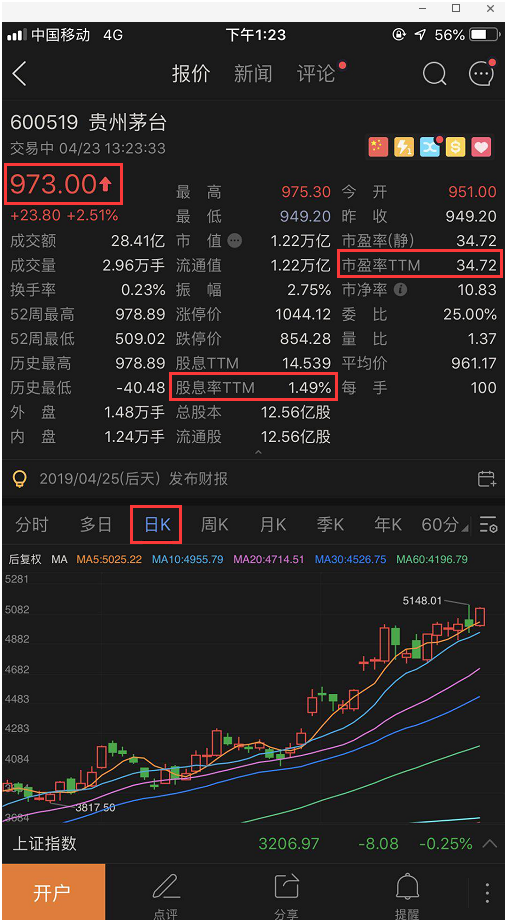 中国移动 4G 下午1:23 56%
报价 新闻 评论
600519 贵州茅台
交易中 04/23 13:23:33
973.00
+23.80 +2.51%
最高 975.30 今开 951.00
最低 949.20 昨收 949.20
成交额 28.41亿 市值 1.22万亿 市盈率(静) 34.72
成交量 2.96万手 流通值 1.22万亿 市盈率TTM 34.72
换手率 0.23% 振幅 2.75% 市净率 10.83
52周最高 978.89 涨停价 1044.12 委比 25.00%
52周最低 509.02 跌停价 854.28 量比 1.37
历史最高 978.89 股息TTM 14.539 平均价 961.17
历史最低 -40.48 股息率TTM 1.49% 每手 100
外盘 1.48万手 总股本 12.56亿股
内盘 1.24万手 流通股 12.56亿股
2019/04/25(后天) 发布财报
分时 多日 日K 周K 月K 季K 年K 60分
后复权 MA MA5:5025.22 MA10:4955.79 MA20:4714.51 MA30:4526.75 MA60:4196.79
5281
5148.01
5082
4882
4682
4483
4283
4084
3817.50
3684
上证指数 3206.97 -8.08 -0.25%
开户 点评 分享 提醒